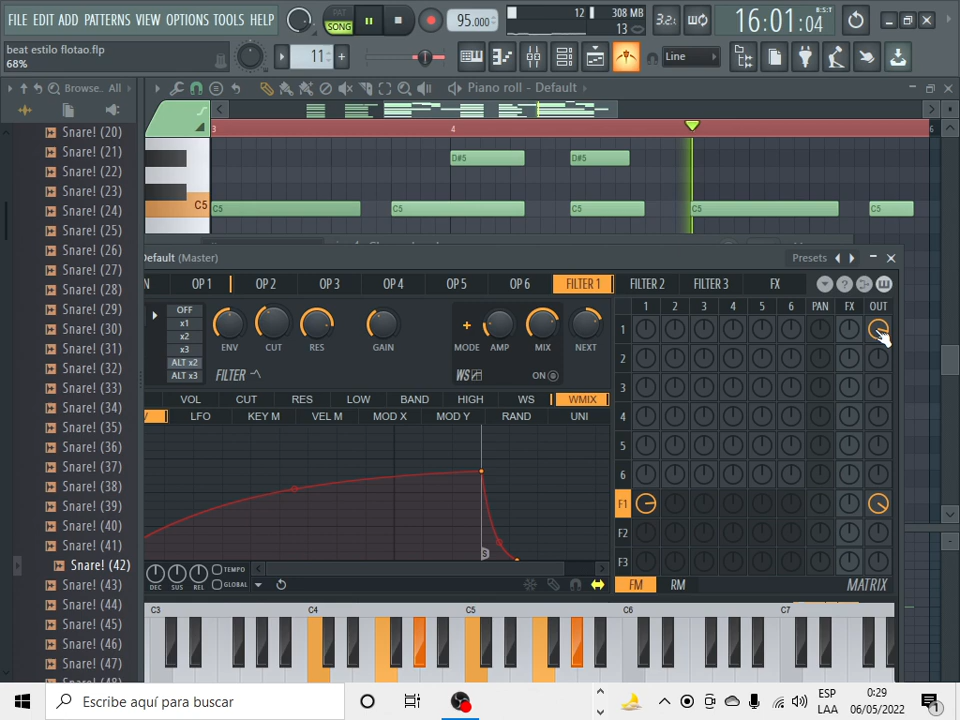 FILE EDIT ADD PATTERNS VIEW OPTIONS TOOLS HELP
PAT
SONG
95.000
12
308 MB
13
3.2.1
16:01:04
E:S:T
beat estilo flotao.flp
68%
11
Line
Browse.. All
Piano roll - Default
Snare! (20)
Snare! (21)
Snare! (22)
Snare! (23)
Snare! (24)
Snare! (25)
Snare! (26)
Snare! (27)
Snare! (28)
Snare! (29)
Snare! (30)
Snare! (31)
Snare! (32)
Snare! (33)
Snare! (34)
Snare! (35)
Snare! (36)
Snare! (37)
Snare! (38)
Snare! (39)
Snare! (40)
Snare! (41)
Snare! (42)
Snare! (43)
Snare! (44)
Snare! (45)
Snare! (46)
Snare! (47)
3 4 6
D#5 D#5
C5
C5 C5 C5 C5 C5
Default (Master)
Presets
N OP 1 OP 2 OP 3 OP 4 OP 5 OP 6 FILTER 1 FILTER 2 FILTER 3 FX
OFF
x1
x2
x3
ALT x2
ALT x3
ENV CUT RES GAIN
MODE AMP MIX NEXT
FILTER
WS
ON
VOL CUT RES LOW BAND HIGH WS WMIX
LFO KEY M VEL M MOD X MOD Y RAND UNI
S
DEC SUS REL
TEMPO
GLOBAL
1 2 3 4 5 6 PAN FX OUT
1
2
3
4
5
6
F1
F2
F3
FM RM MATRIX
C3 C4 C5 C6 C7
Escribe aquí para buscar
ESP
LAA
0:29
06/05/2022
1